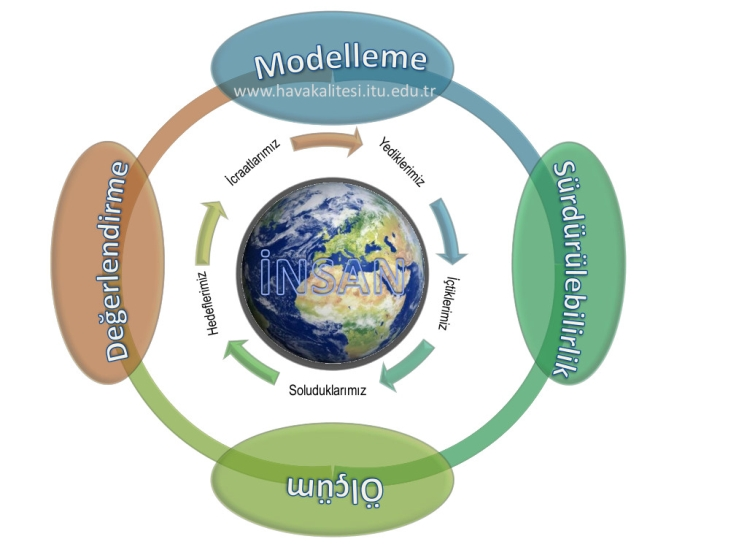 Modelleme
www.havakalitesi.itu.edu.tr
Sürdürülebilirlik
Ölçüm
Değerlendirme
Yediklerimiz
İçtiklerimiz
Soluduklarımız
Hedeflerimiz
İcraatlarımız
İNSAN